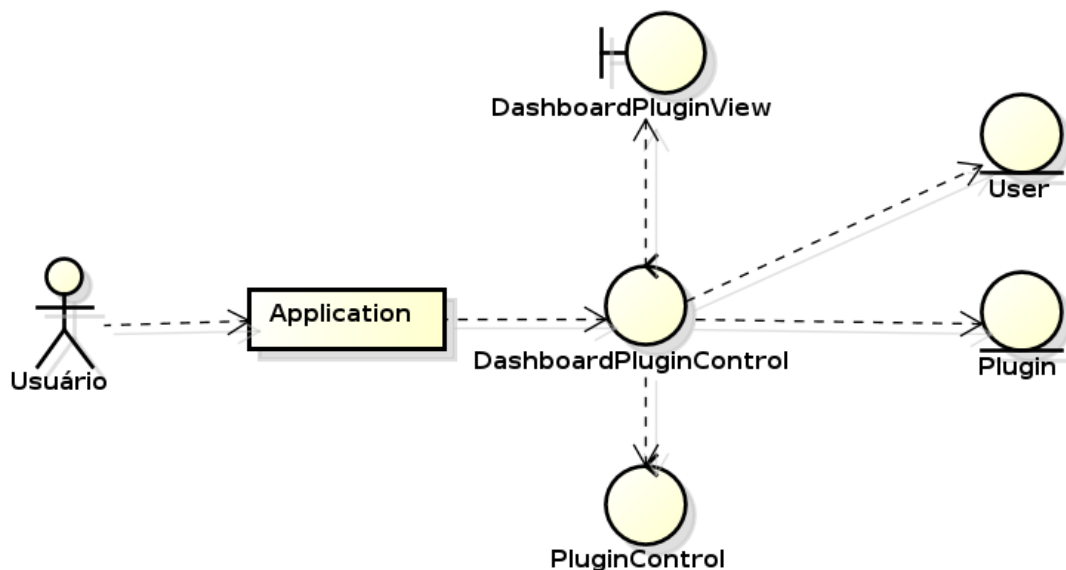 DashboardPluginView
User
Application
Usuário
DashboardPluginControl
Plugin
PluginControl